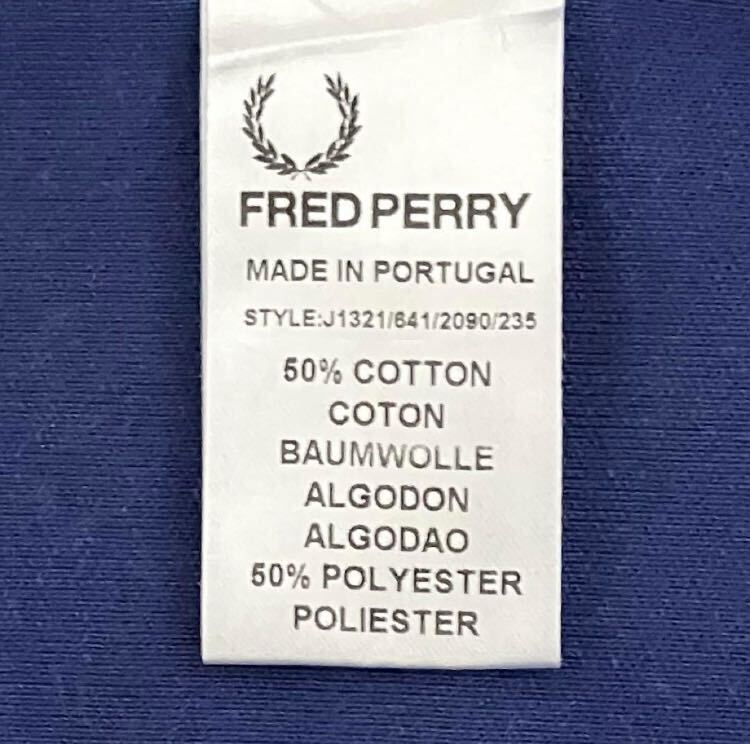 FRED PERRY
MADE IN PORTUGAL
STYLE:J1321/641/2090/235
50% COTTON
COTON
BAUMWOLLE
ALGODON
ALGODAO
50% POLYESTER
POLIESTER